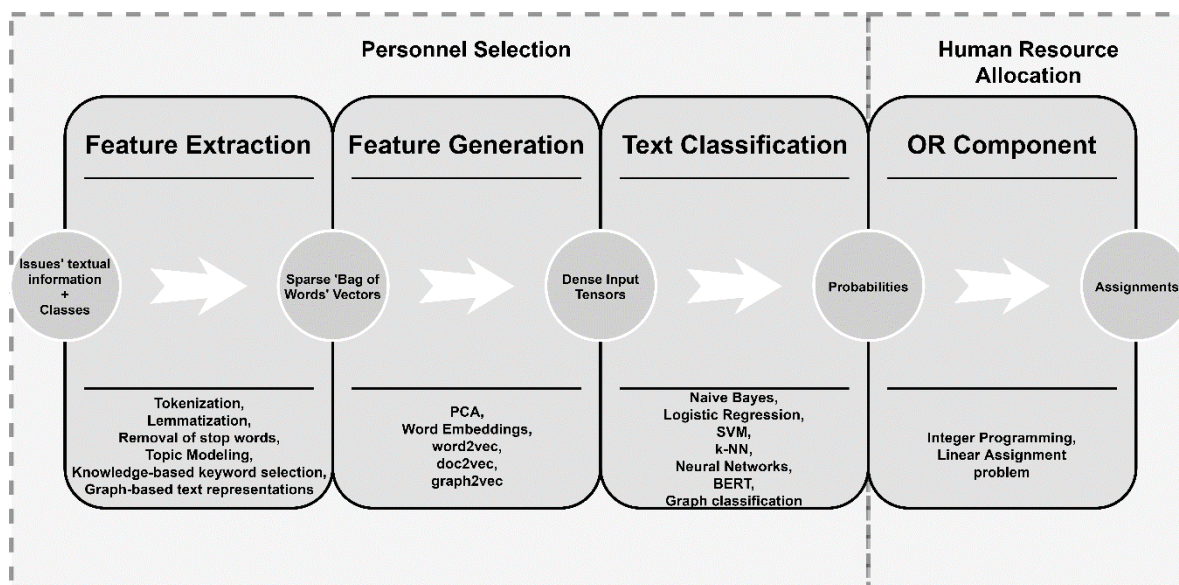 Personnel Selection
Human Resource
Allocation
Feature Extraction
Feature Generation
Text Classification
OR Component
Issues' textual
information
+
Classes
Sparse 'Bag of
Words' Vectors
Dense Input
Tensors
Probabilities
Assignments
Tokenization,
Lemmatization,
Removal of stop words,
Topic Modeling,
Knowledge-based keyword selection,
Graph-based text representations
PCA,
Word Embeddings,
word2vec,
doc2vec,
graph2vec
Naive Bayes,
Logistic Regression,
SVM,
k-NN,
Neural Networks,
BERT,
Graph classification
Integer Programming,
Linear Assignment
problem